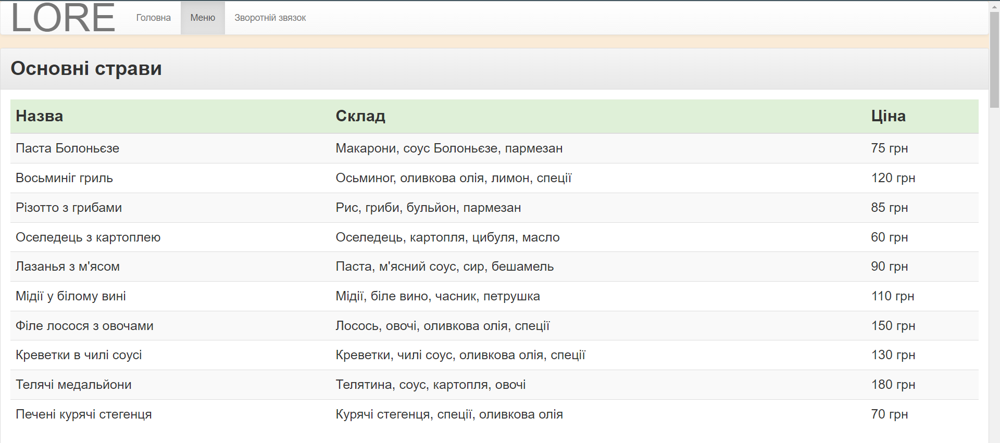 LORE Головна Меню Зворотній звязок
Основні страви
Назва Склад Ціна
Паста Болоньєзе Макарони, соус Болоньєзе, пармезан 75 грн
Восьминіг гриль Осьминог, оливкова олія, лимон, спеції 120 грн
Різотто з грибами Рис, гриби, бульйон, пармезан 85 грн
Оселедець з картоплею Оселедець, картопля, цибуля, масло 60 грн
Лазанья з м'ясом Паста, м'ясний соус, сир, бешамель 90 грн
Мідії у білому вині Мідії, біле вино, часник, петрушка 110 грн
Філе лосося з овочами Лосось, овочі, оливкова олія, спеції 150 грн
Креветки в чилі соусі Креветки, чилі соус, оливкова олія, спеції 130 грн
Телячі медальйони Телятина, соус, картопля, овочі 180 грн
Печені курячі стегенця Курячі стегенця, спеції, оливкова олія 70 грн